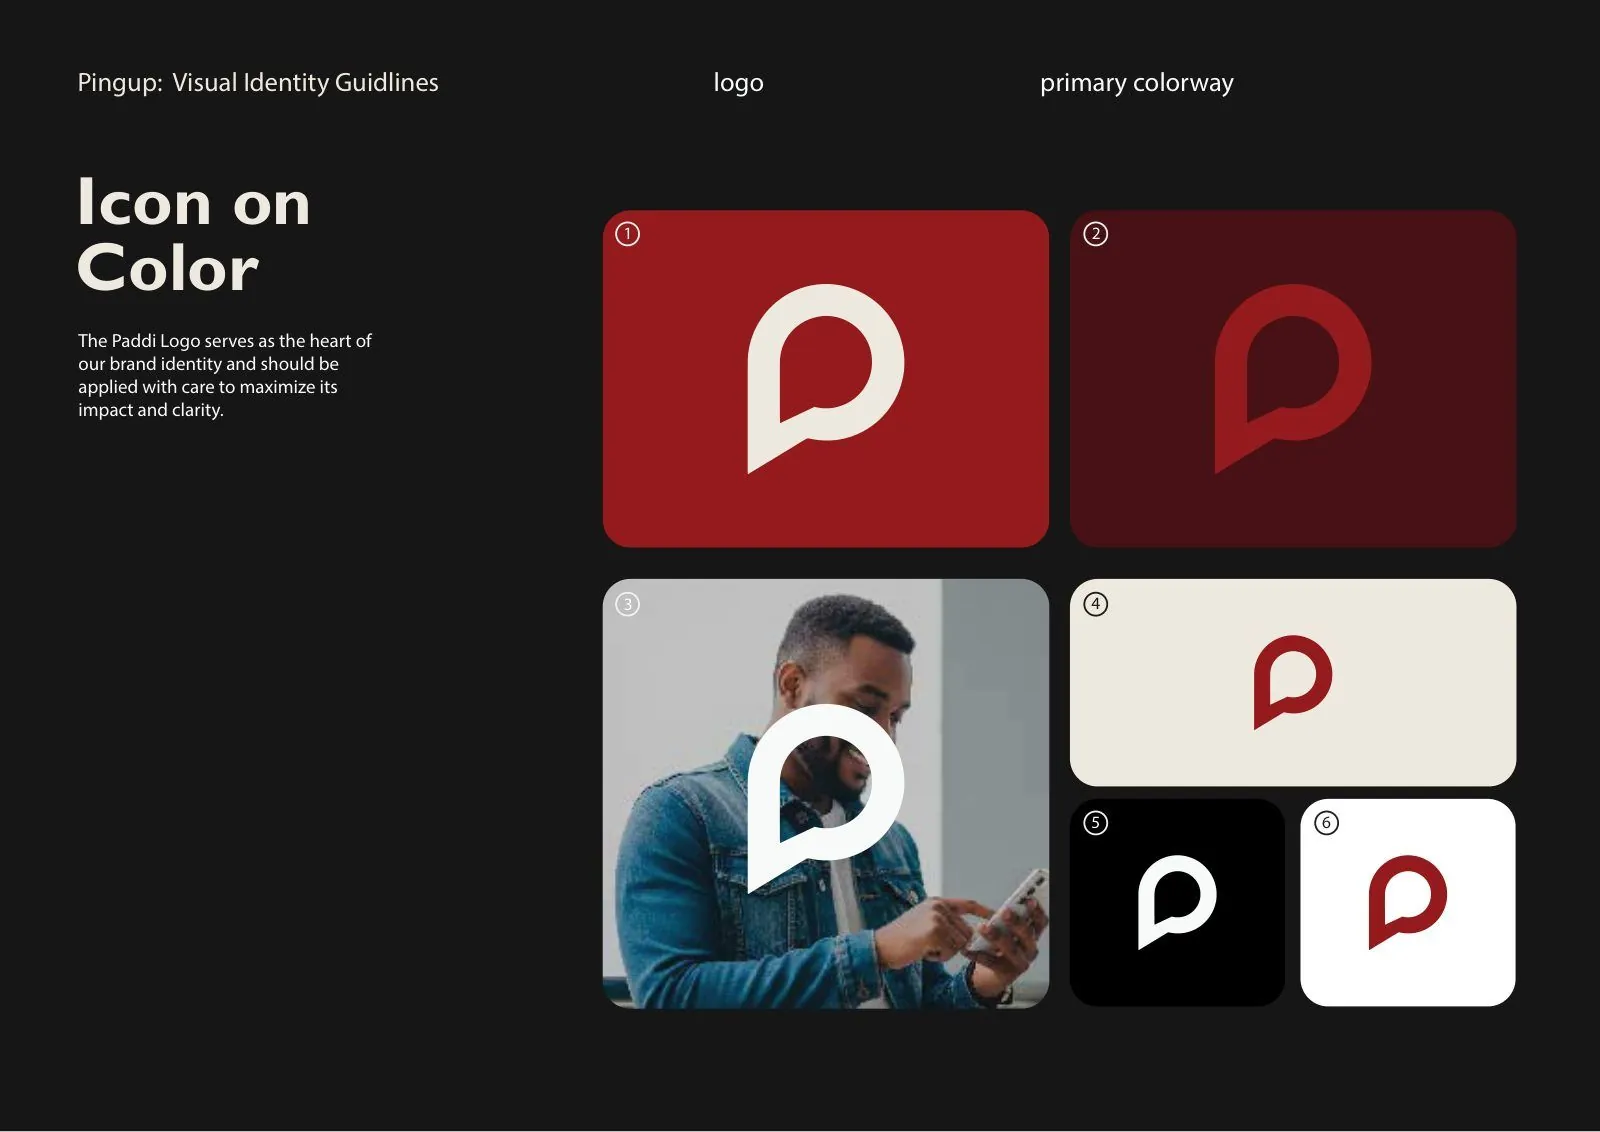 Pingup: Visual Identity Guidlines
logo
primary colorway
Icon on
Color
The Paddi Logo serves as the heart of
our brand identity and should be
applied with care to maximize its
impact and clarity.
1
2
3
4
5
6